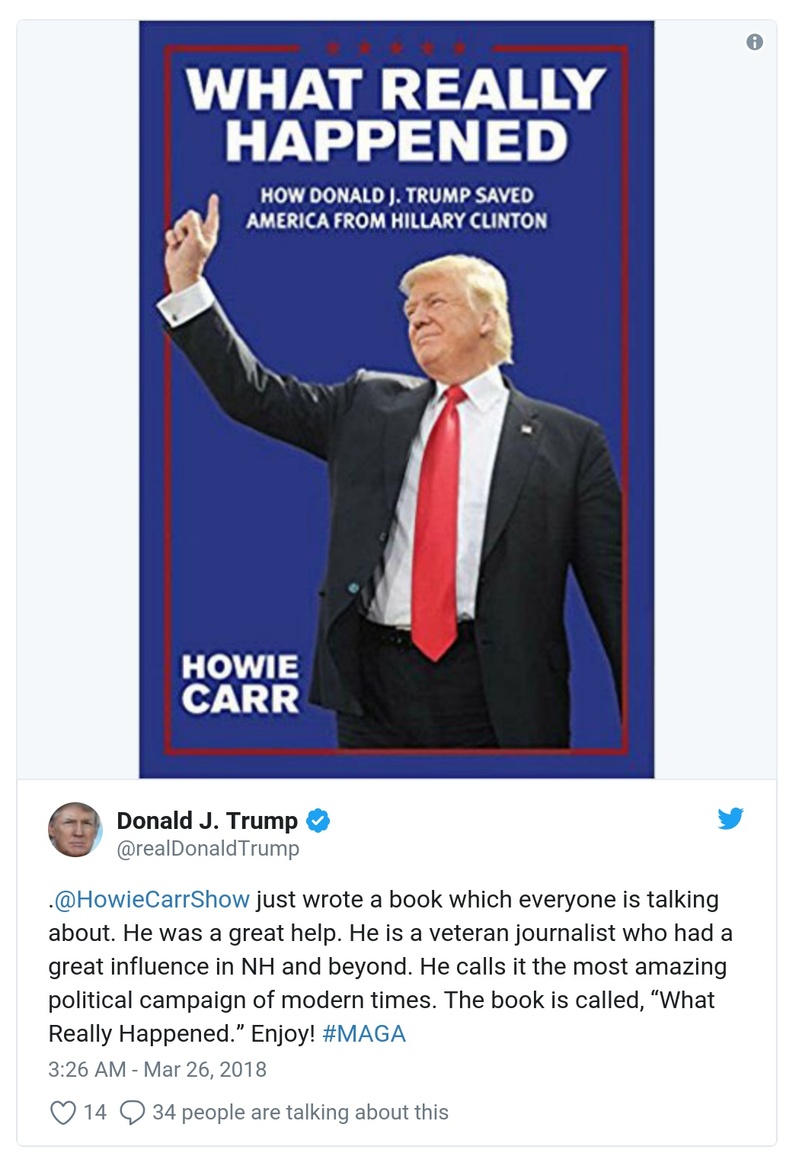 WHAT REALLY
HAPPENED
HOW DONALD J. TRUMP SAVED
AMERICA FROM HILLARY CLINTON
HOWIE
CARR
Donald J. Trump
@realDonaldTrump
.@HowieCarrShow just wrote a book which everyone is talking
about. He was a great help. He is a veteran journalist who had a
great influence in NH and beyond. He calls it the most amazing
political campaign of modern times. The book is called, “What
Really Happened.” Enjoy! #MAGA
3:26 AM - Mar 26, 2018
14 34 people are talking about this